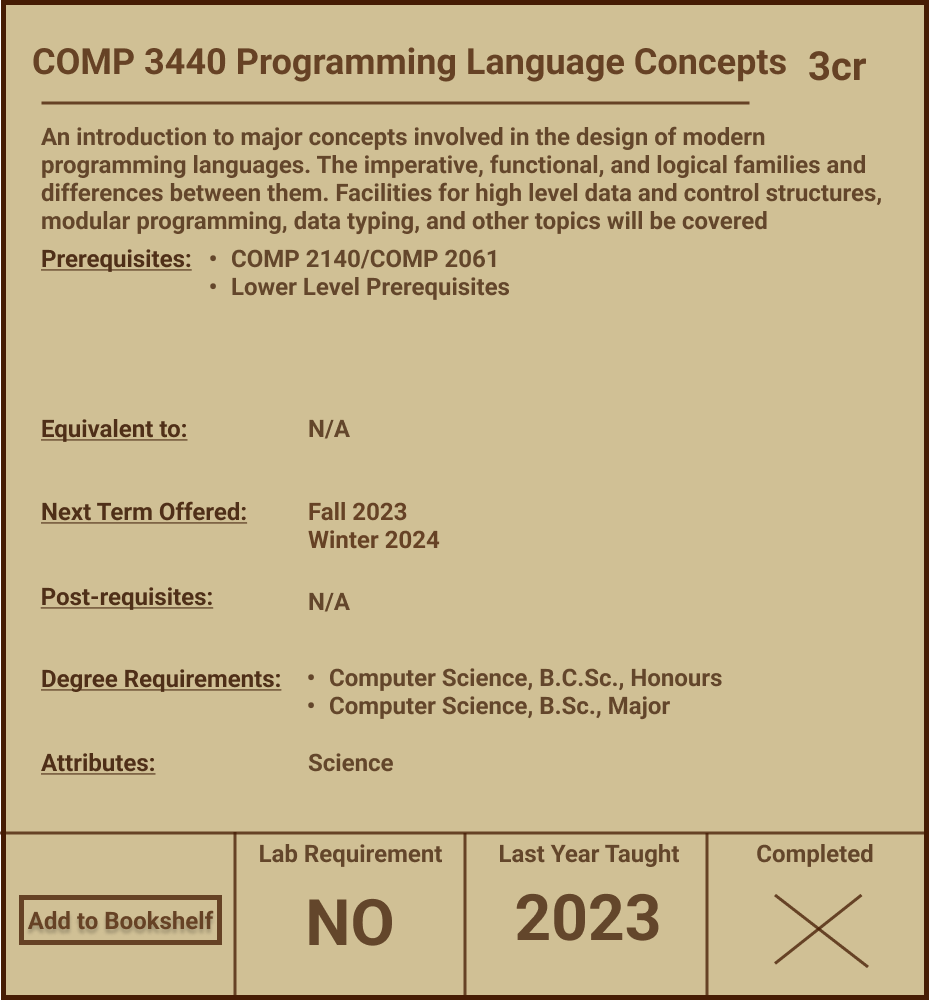 COMP 3440 Programming Language Concepts 3cr
An introduction to major concepts involved in the design of modern
programming languages. The imperative, functional, and logical families and
differences between them. Facilities for high level data and control structures,
modular programming, data typing, and other topics will be covered
Prerequisites: • COMP 2140/COMP 2061
• Lower Level Prerequisites
Equivalent to: N/A
Next Term Offered: Fall 2023
Winter 2024
Post-requisites: N/A
Degree Requirements: • Computer Science, B.C.Sc., Honours
• Computer Science, B.Sc., Major
Attributes: Science
Lab Requirement Last Year Taught Completed
Add to Bookshelf NO 2023